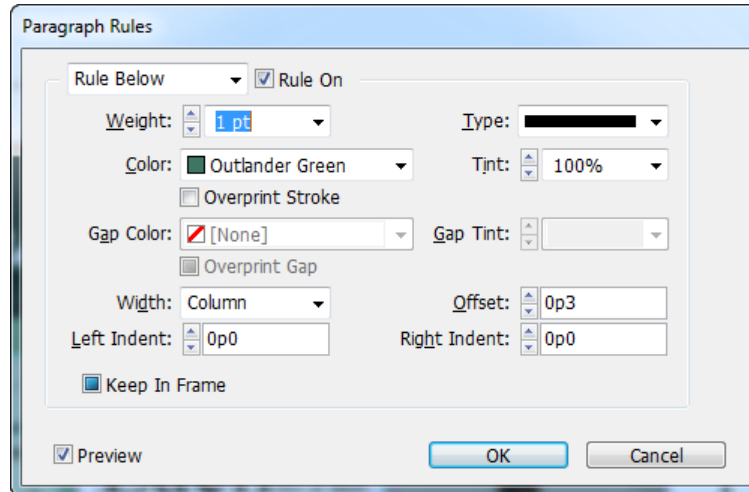 Paragraph Rules
Rule Below Rule On
Weight: 1 pt Type:
Color: Outlander Green Tint: 100%
Overprint Stroke
Gap Color: [None] Gap Tint:
Overprint Gap
Width: Column Offset: 0p3
Left Indent: 0p0 Right Indent: 0p0
Keep In Frame
Preview OK Cancel